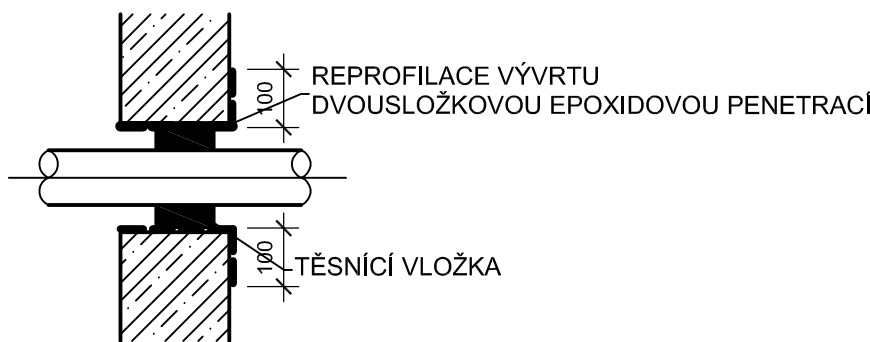 REPROFILACE VÝVRTU
DVOUSLOŽKOVOU EPOXIDOVOU PENETRACÍ
100
100
TĚSNÍCÍ VLOŽKA